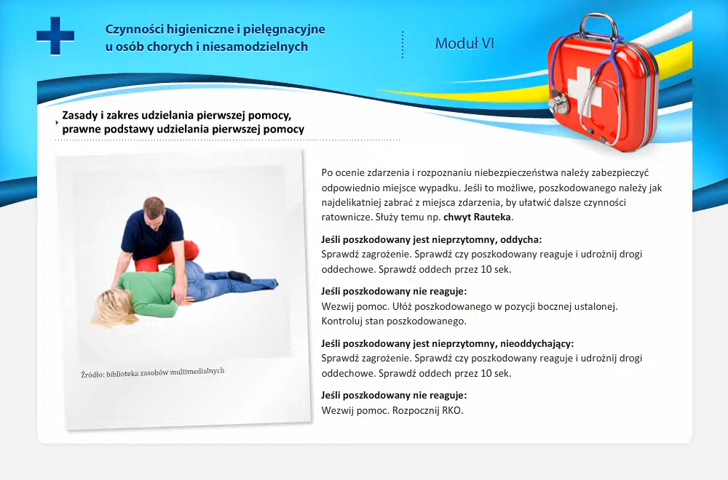 Czynności higieniczne i pielęgnacyjne
u osób chorych i niesamodzielnych
Moduł VI
Zasady i zakres udzielania pierwszej pomocy,
prawne podstawy udzielania pierwszej pomocy
Po ocenie zdarzenia i rozpoznaniu niebezpieczeństwa należy zabezpieczyć
odpowiednio miejsce wypadku. Jeśli to możliwe, poszkodowanego należy jak
najdelikatniej zabrać z miejsca zdarzenia, by ułatwić dalsze czynności
ratownicze. Służy temu np. chwyt Rauteka.
Jeśli poszkodowany jest nieprzytomny, oddycha:
Sprawdź zagrożenie. Sprawdź czy poszkodowany reaguje i udrożnij drogi
oddechowe. Sprawdź oddech przez 10 sek.
Jeśli poszkodowany nie reaguje:
Wezwij pomoc. Ułóż poszkodowanego w pozycji bocznej ustalonej.
Kontroluj stan poszkodowanego.
Jeśli poszkodowany jest nieprzytomny, nieoddychający:
Sprawdź zagrożenie. Sprawdź czy poszkodowany reaguje i udrożnij drogi
oddechowe. Sprawdź oddech przez 10 sek.
Jeśli poszkodowany nie reaguje:
Wezwij pomoc. Rozpocznij RKO.
Źródło: biblioteka zasobów multimedialnych